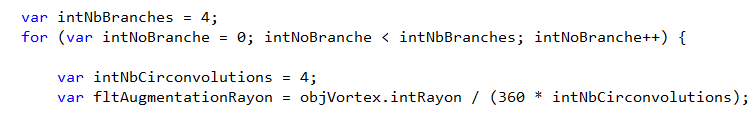 var intNbBranches = 4;
for (var intNoBranche = 0; intNoBranche < intNbBranches; intNoBranche++) {
var intNbCirconvolutions = 4;
var fltAugmentationRayon = objVortex.intRayon / (360 * intNbCirconvolutions);